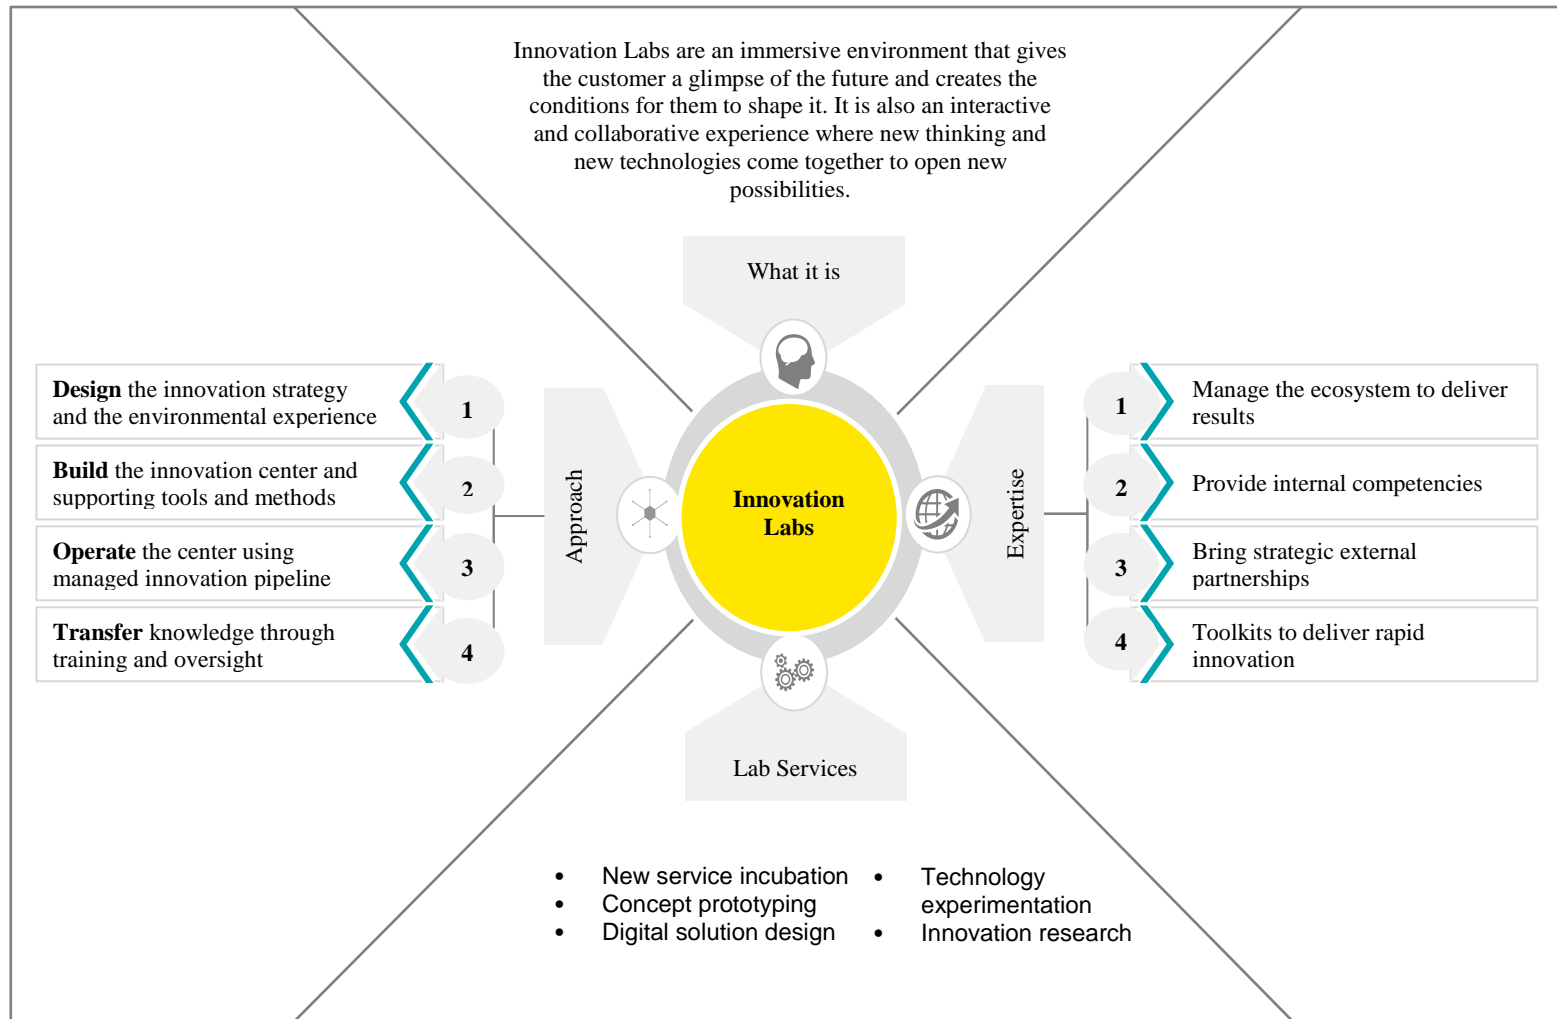 Innovation Labs are an immersive environment that gives
the customer a glimpse of the future and creates the
conditions for them to shape it. It is also an interactive
and collaborative experience where new thinking and
new technologies come together to open new
possibilities.
What it is
Design the innovation strategy
and the environmental experience
1
Build the innovation center and
supporting tools and methods
2
Operate the center using
managed innovation pipeline
3
Transfer knowledge through
training and oversight
4
Approach
Innovation
Labs
Expertise
1
Manage the ecosystem to deliver
results
2
Provide internal competencies
3
Bring strategic external
partnerships
4
Toolkits to deliver rapid
innovation
Lab Services
• New service incubation
• Concept prototyping
• Digital solution design
• Technology
experimentation
• Innovation research